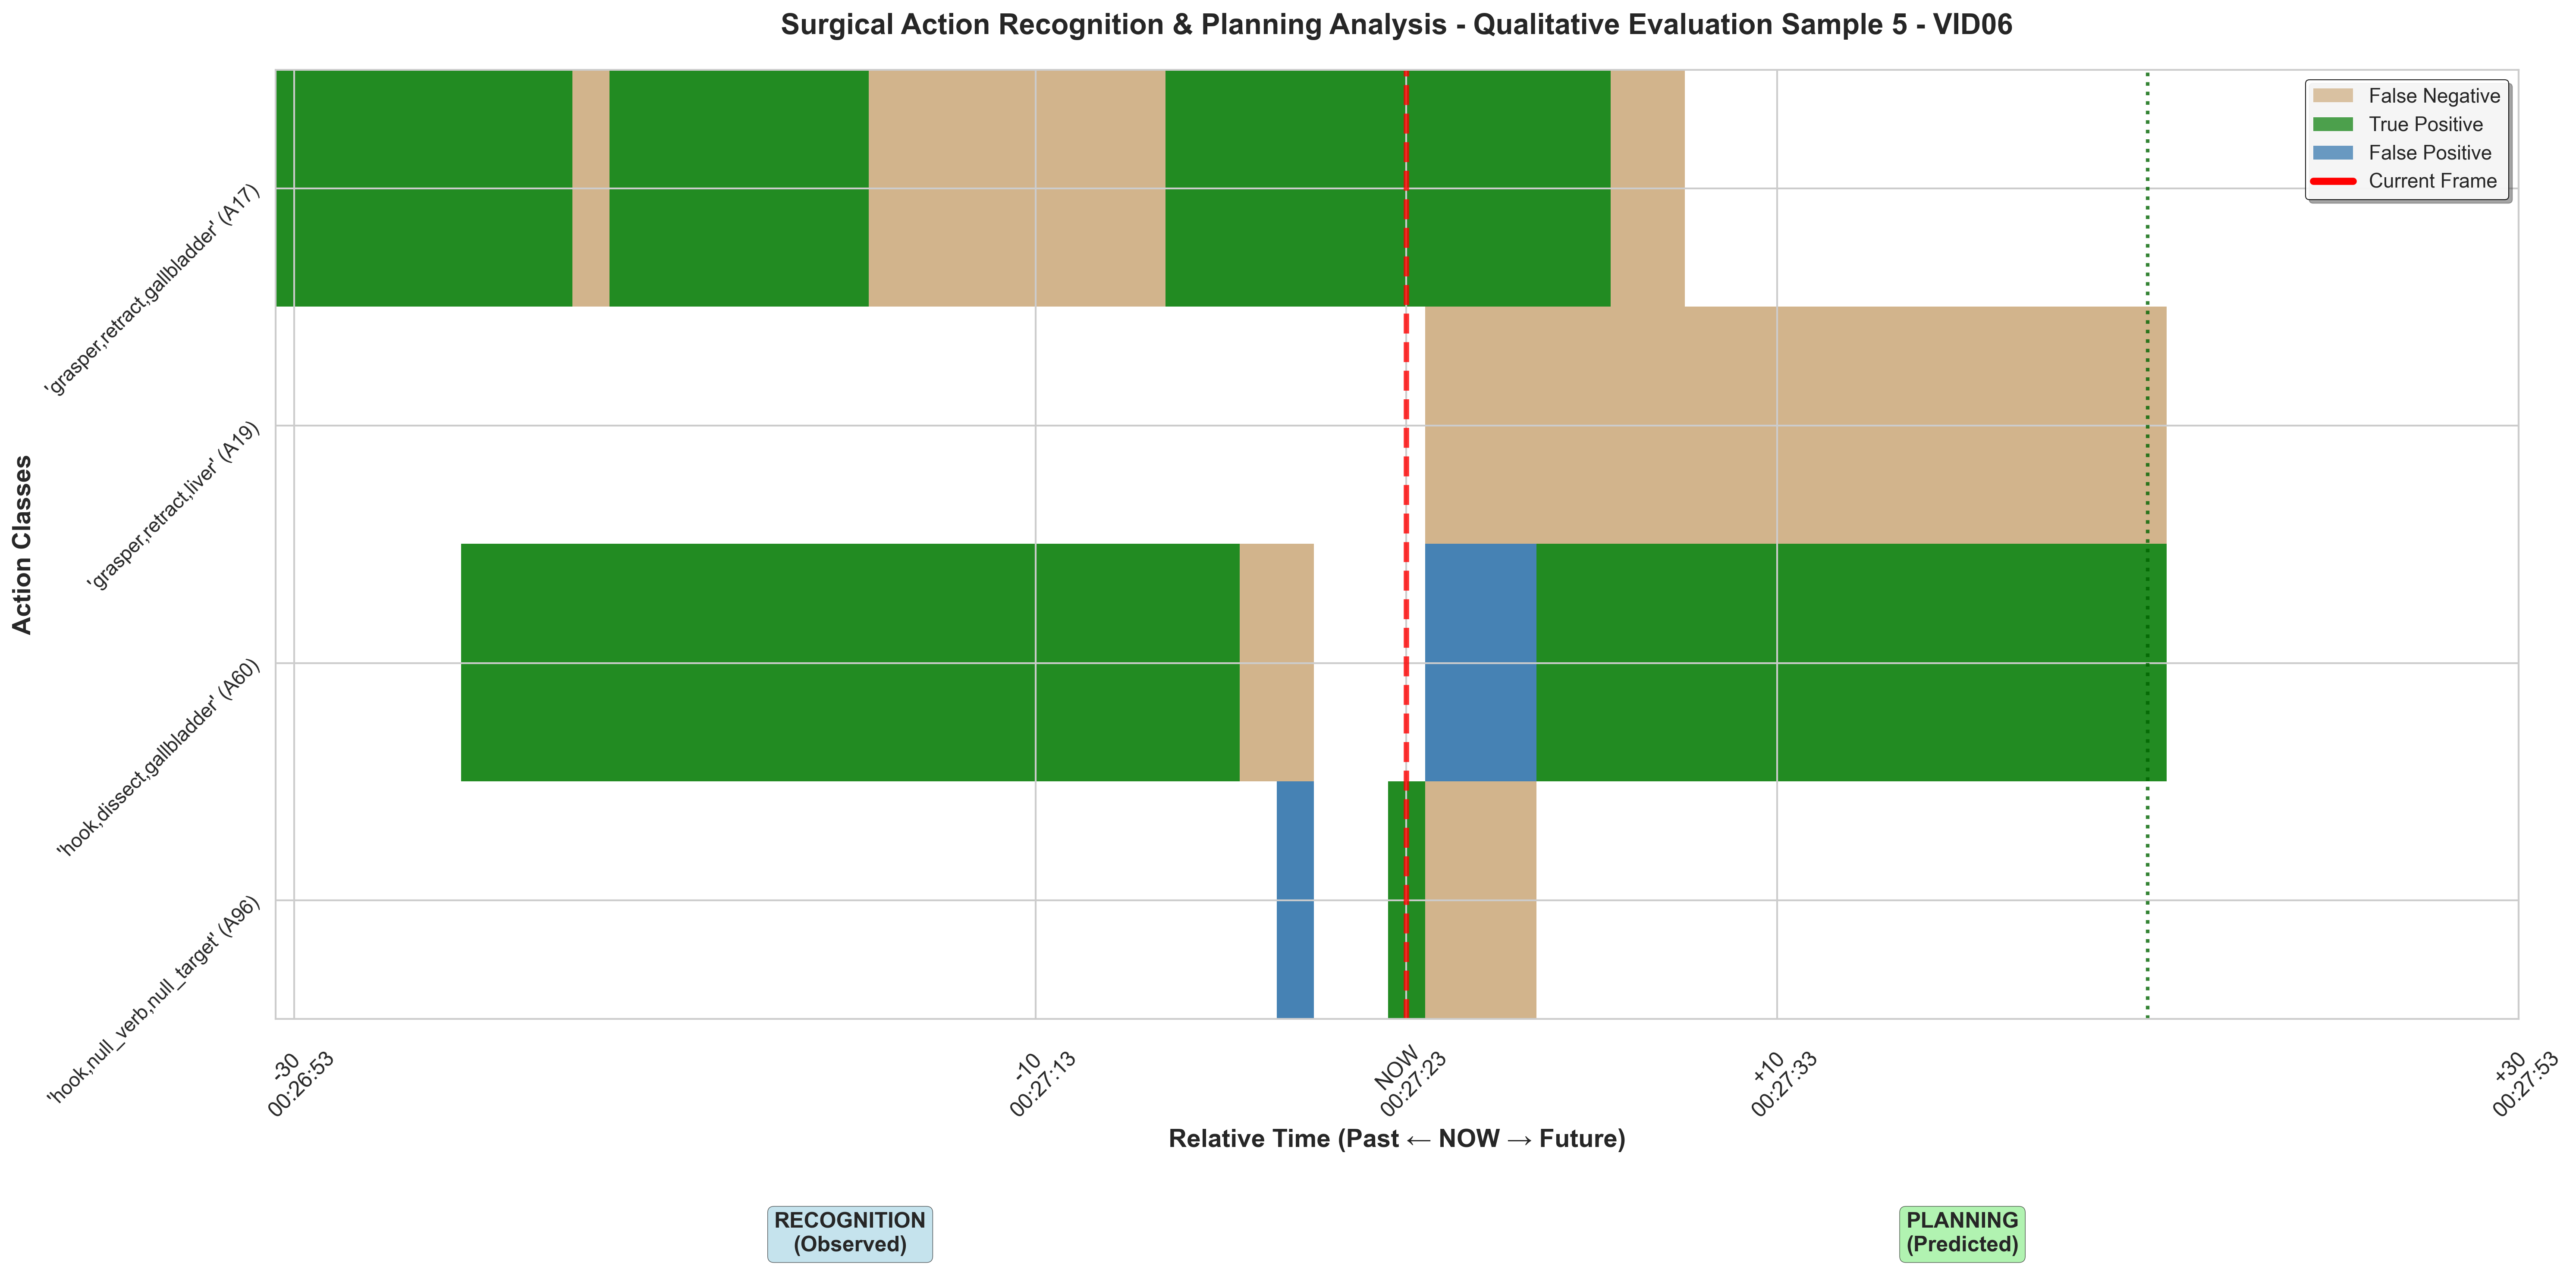 Surgical Action Recognition & Planning Analysis - Qualitative Evaluation Sample 5 - VID06
False Negative
True Positive
False Positive
Current Frame
Action Classes
'grasper,retract,gallbladder' (A17)
'grasper,retract,liver' (A19)
'hook,dissect,gallbladder' (A60)
'hook,null_verb,null_target' (A96)
-30
00:26:53
-10
00:27:13
NOW
00:27:23
+10
00:27:33
+30
00:27:53
Relative Time (Past ← NOW → Future)
RECOGNITION
(Observed)
PLANNING
(Predicted)